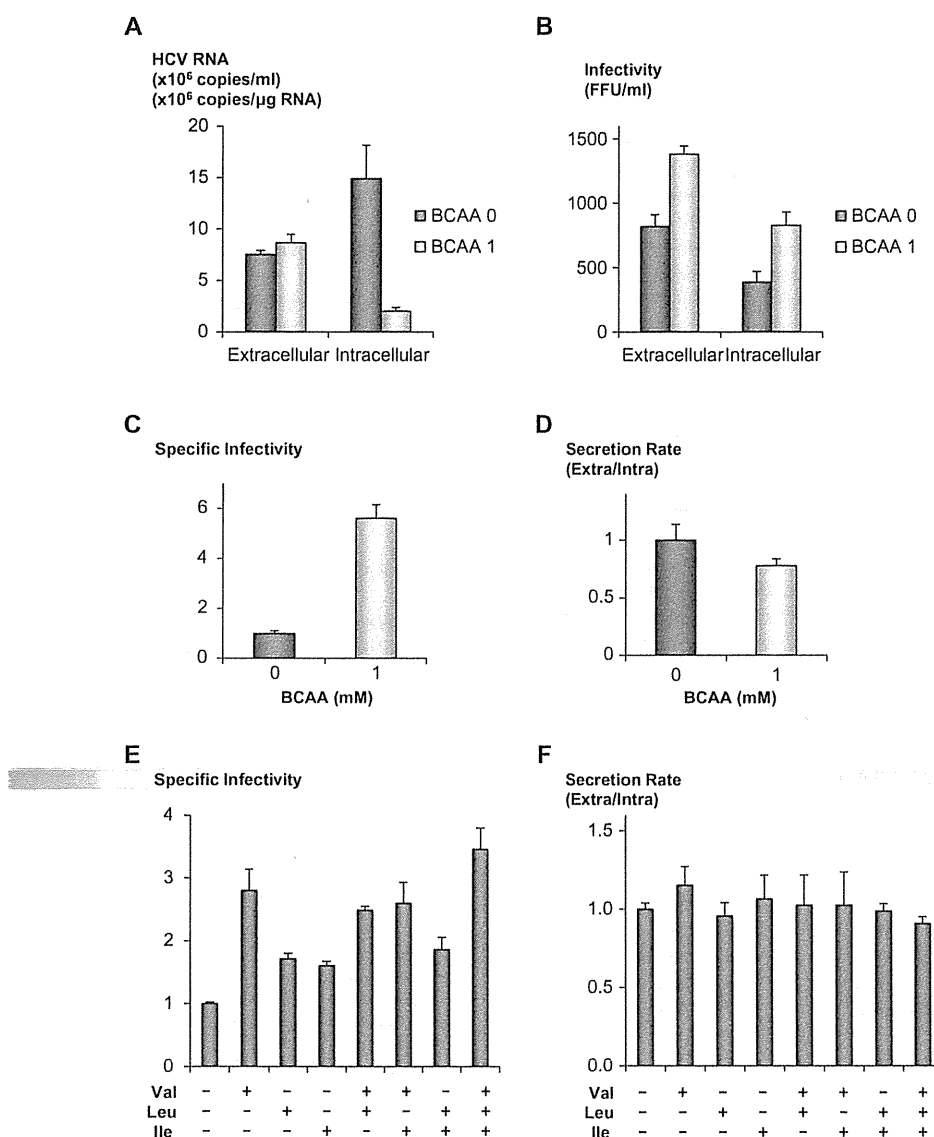 A
HCV RNA
(x10⁶ copies/ml)
(x10⁶ copies/µg RNA)
20
15
10
5
0
Extracellular Intracellular
BCAA 0
BCAA 1
B
Infectivity
(FFU/ml)
1500
1000
500
0
Extracellular Intracellular
BCAA 0
BCAA 1
C
Specific Infectivity
6
4
2
0
0 1
BCAA (mM)
D
Secretion Rate
(Extra/Intra)
1
0.5
0
0 1
BCAA (mM)
E
Specific Infectivity
4
3
2
1
0
Val - + - - + + - +
Leu - - + - + - + +
Ile - - - + - + + +
F
Secretion Rate
(Extra/Intra)
1.5
1.0
0.5
0.0
Val - + - - + + - +
Leu - - + - + - + +
Ile - - - + - + + +